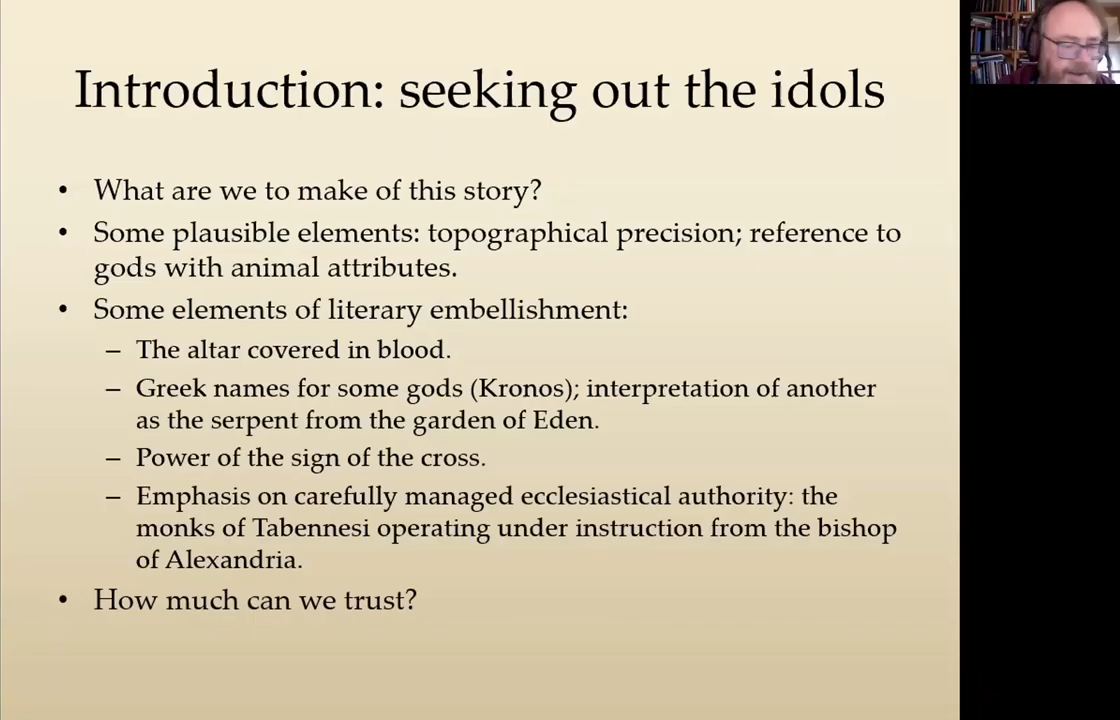 Introduction: seeking out the idols
• What are we to make of this story?
• Some plausible elements: topographical precision; reference to
gods with animal attributes.
• Some elements of literary embellishment:
– The altar covered in blood.
– Greek names for some gods (Kronos); interpretation of another
as the serpent from the garden of Eden.
– Power of the sign of the cross.
– Emphasis on carefully managed ecclesiastical authority: the
monks of Tabennesi operating under instruction from the bishop
of Alexandria.
• How much can we trust?